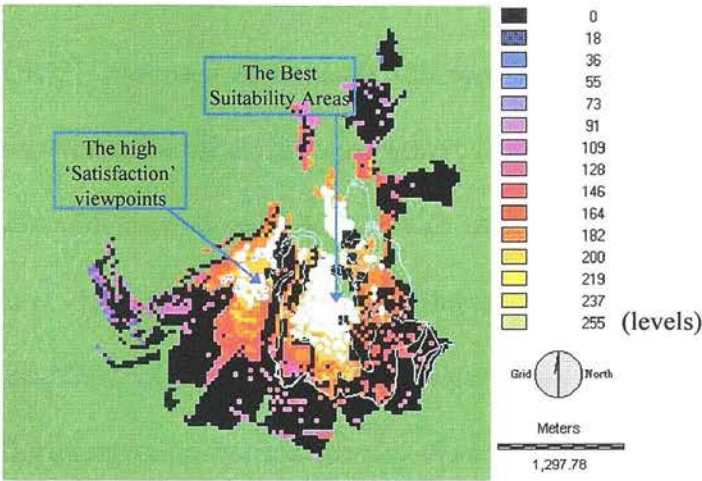 The Best
Suitability Areas
The high
'Satisfaction'
viewpoints
0
18
36
55
73
91
109
128
146
164
182
200
219
237
255 (levels)
Grid North
Meters
1,297.78